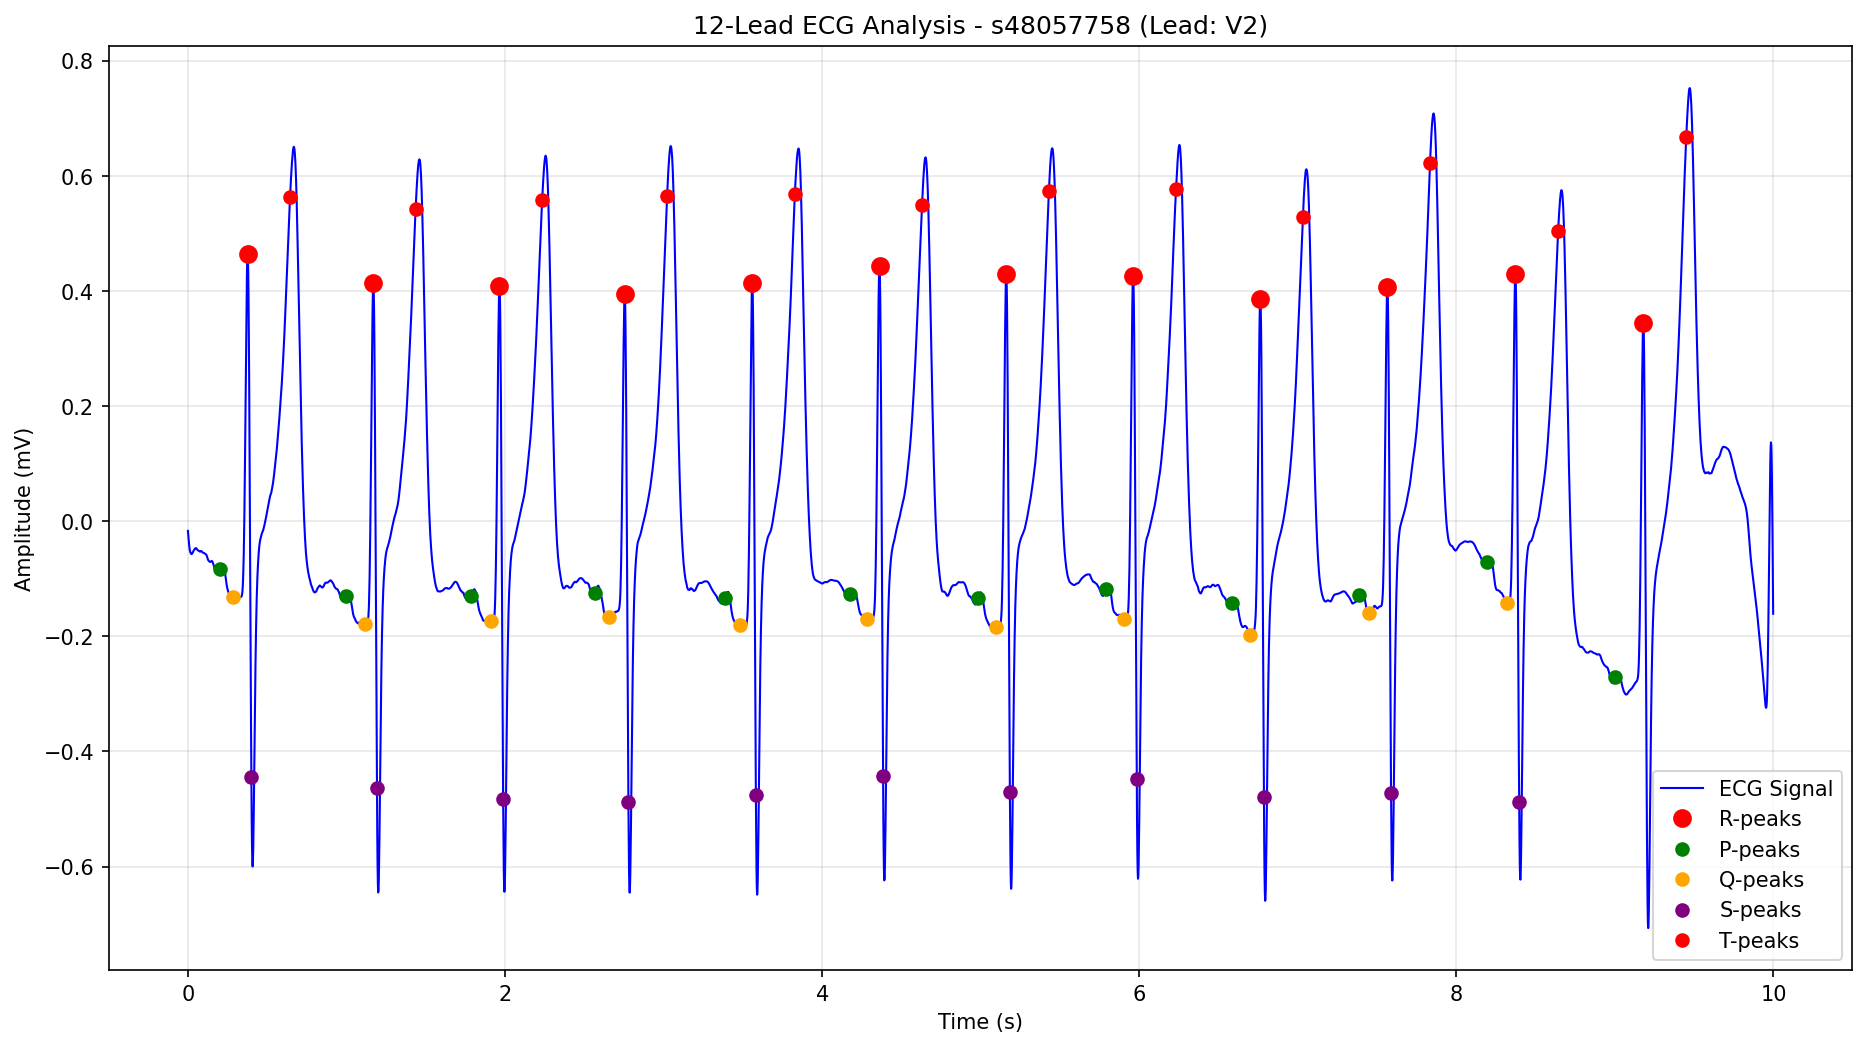 12-Lead ECG Analysis - s48057758 (Lead: V2)
Amplitude (mV)
0.8
0.6
0.4
0.2
0.0
−0.2
−0.4
−0.6
0 2 4 6 8 10
Time (s)
ECG Signal
R-peaks
P-peaks
Q-peaks
S-peaks
T-peaks